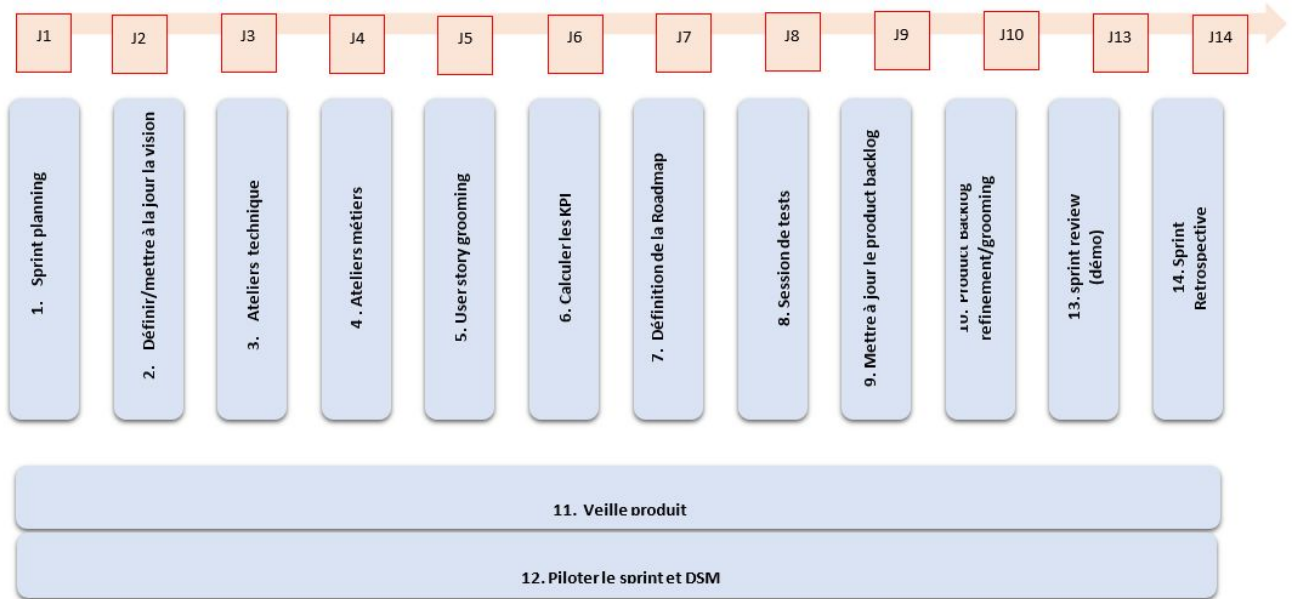 J1
J2
J3
J4
J5
J6
J7
J8
J9
J10
J13
J14
1. Sprint planning
2. Définir/mettre à la jour la vision
3. Ateliers technique
4 . Ateliers métiers
5. User story grooming
6. Calculer les KPI
7. Définition de la Roadmap
8. Session de tests
9. Mettre à jour le product backlog
10. Product Backlog
refinement/grooming
13. sprint review
(démo)
14. Sprint
Retrospective
11. Veille produit
12. Piloter le sprint et DSM